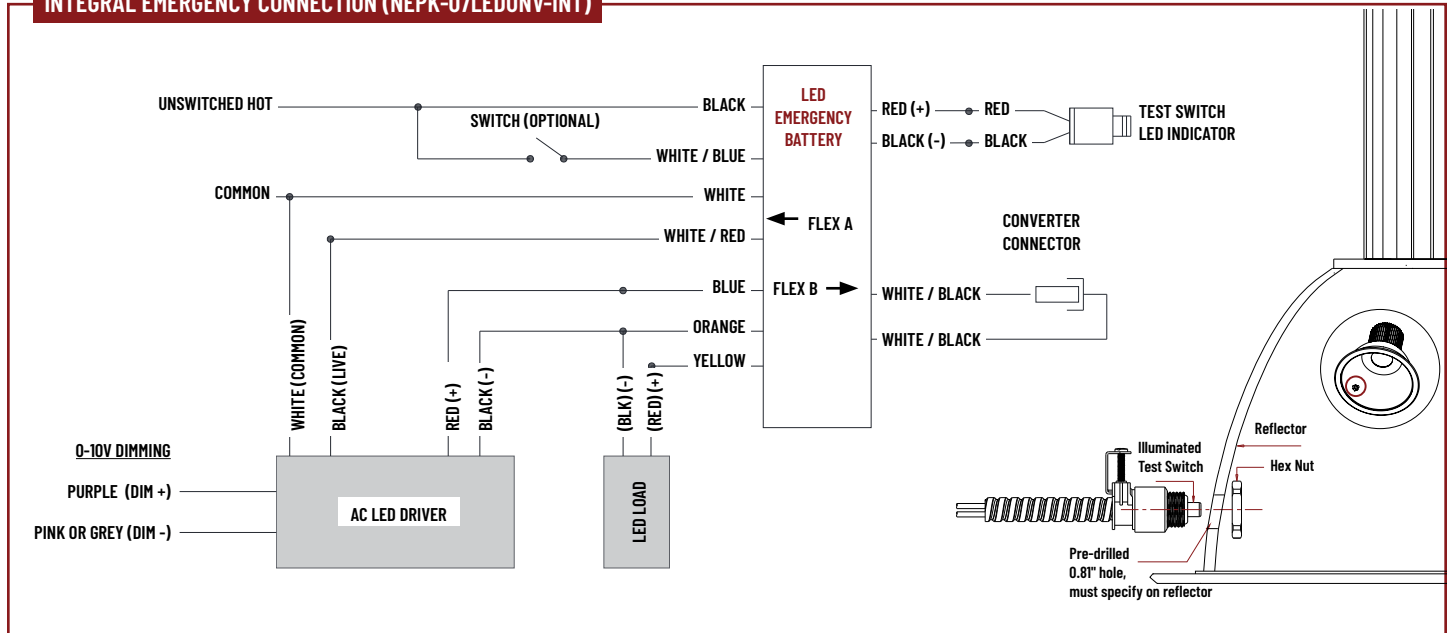 INTEGRAL EMERGENCY CONNECTION (NEPK-07LEDUNV-INT)
UNSWITCHED HOT
SWITCH (OPTIONAL)
COMMON
BLACK
WHITE / BLUE
WHITE
WHITE / RED
BLUE
ORANGE
YELLOW
LED
EMERGENCY
BATTERY
FLEX A
FLEX B
RED (+)
RED
BLACK (-)
BLACK
TEST SWITCH
LED INDICATOR
CONVERTER
CONNECTOR
WHITE / BLACK
WHITE / BLACK
WHITE (COMMON)
BLACK (LIVE)
RED (+)
BLACK (-)
(BLK) (-)
(RED) (+)
0-10V DIMMING
PURPLE (DIM +)
PINK OR GREY (DIM -)
AC LED DRIVER
LED LOAD
Reflector
Illuminated
Test Switch
Hex Nut
Pre-drilled
0.81" hole,
must specify on reflector